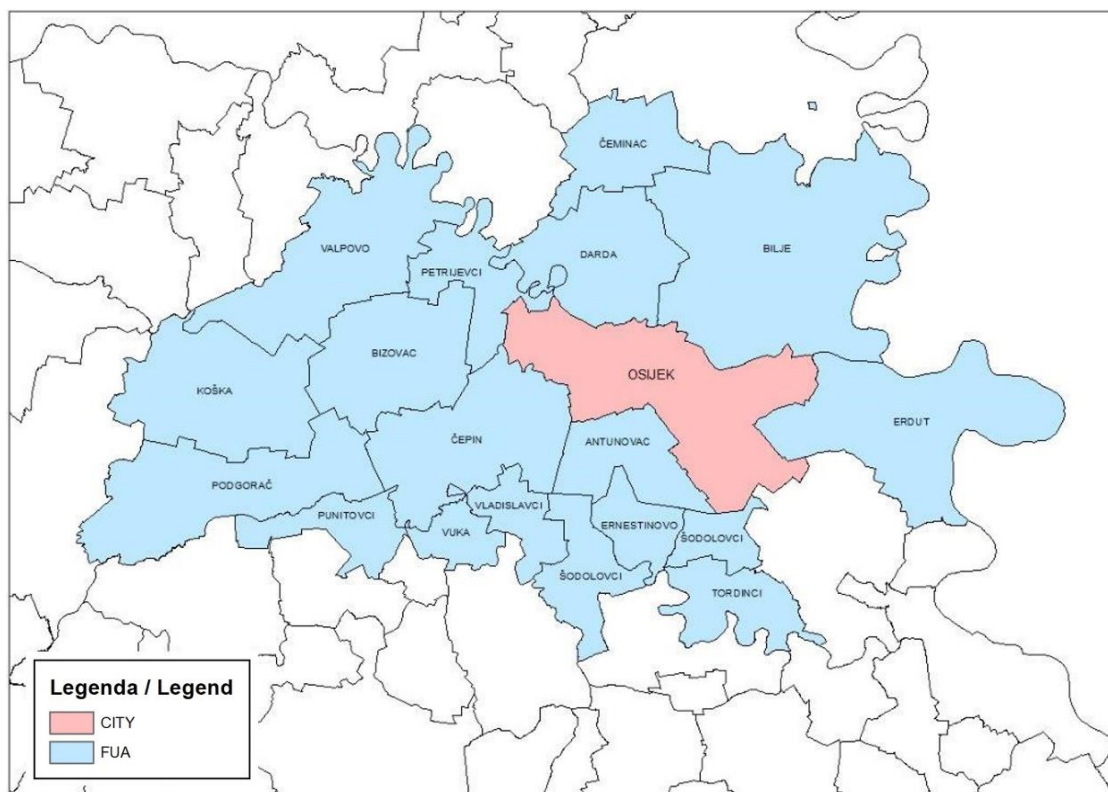 ČEMINAC
VALPOVO
BILJE
DARDA
PETRIJEVCI
BIZOVAC
OSIJEK
KOŠKA
ERDUT
ČEPIN
ANTUNOVAC
PODGORAČ
VLADISLAVCI
PUNITOVCI
ERNESTINOVO
VUKA
ŠODOLOVCI
ŠODOLOVCI
TORDINCI
Legenda / Legend
CITY
FUA